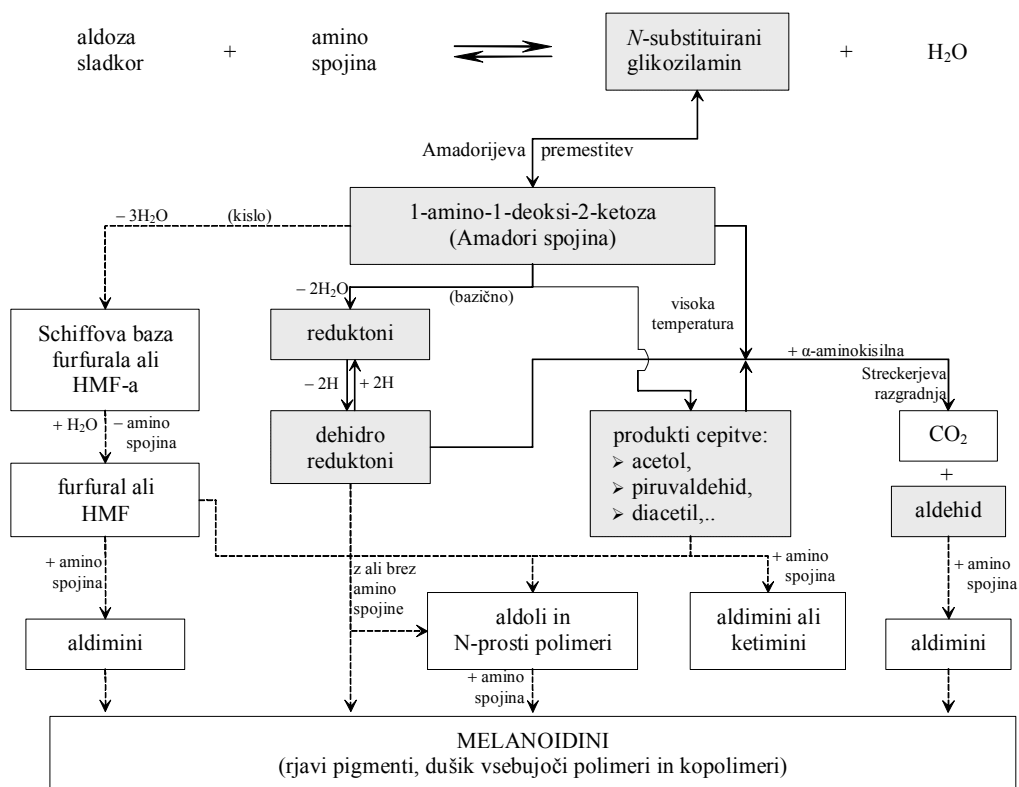 aldoza
sladkor
+
amino
spojina
N-substituirani
glikozilamin
+
H₂O
Amadorijeva premestitev
1-amino-1-deoksi-2-ketoza
(Amadori spojina)
– 3H₂O
(kislo)
– 2H₂O
(bazično)
visoka
temperatura
Schiffova baza
furfurala ali
HMF-a
reduktoni
+ α-aminokisilna
Streckerjeva
razgradnja
– 2H
+ 2H
+ H₂O
– amino
spojina
dehidro
reduktoni
produkti cepitve:
➢ acetol,
➢ piruvaldehid,
➢ diacetil,..
CO₂
+
aldehid
furfural ali
HMF
+ amino
spojina
z ali brez
amino
spojine
+ amino
spojina
+ amino
spojina
aldimini
aldoli in
N-prosti polimeri
aldimini ali
ketimini
aldimini
+ amino
spojina
MELANOIDINI
(rjavi pigmenti, dušik vsebujoči polimeri in kopolimeri)